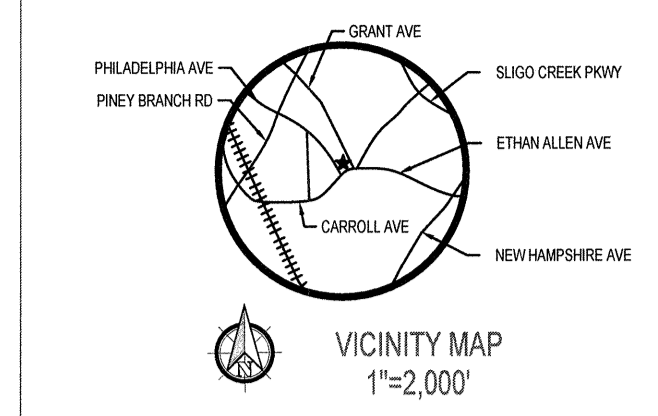 GRANT AVE
PHILADELPHIA AVE
SLIGO CREEK PKWY
PINEY BRANCH RD
ETHAN ALLEN AVE
CARROLL AVE
NEW HAMPSHIRE AVE
N
VICINITY MAP
1"=2,000'